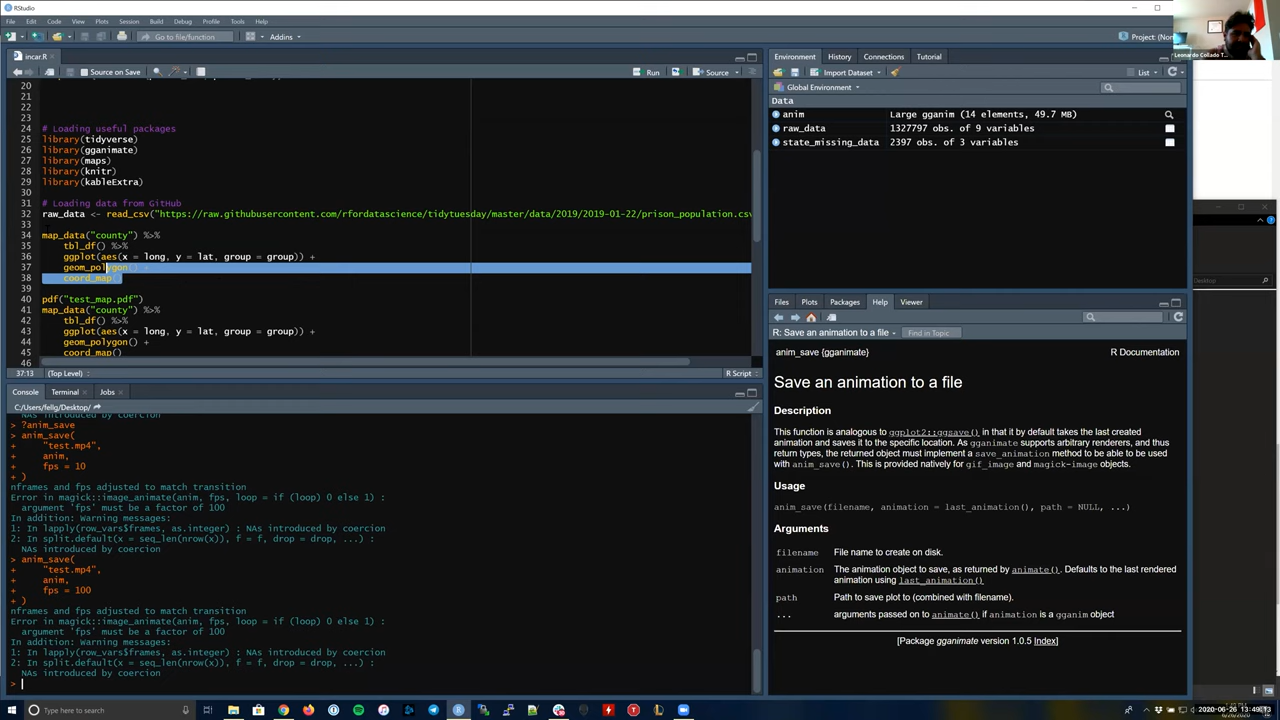 RStudio
File Edit Code View Plots Session Build Debug Profile Tools Help
Go to file/function
Addins
Project: (Non
Leonardo Collado T...
incar.R
Source on Save
Run
Source
20
21
22
23
24 # Loading useful packages
25 library(tidyverse)
26 library(gganimate)
27 library(maps)
28 library(knitr)
29 library(kableExtra)
30
31 # Loading data from GitHub
32 raw_data <- read_csv("https://raw.githubusercontent.com/rfordatascience/tidytuesday/master/data/2019/2019-01-22/prison_population.csv
33
34 map_data("county") %>%
35 tbl_df() %>%
36 ggplot(aes(x = long, y = lat, group = group)) +
37 geom_polygon() +
38 coord_map()
39
40 pdf("test_map.pdf")
41 map_data("county") %>%
42 tbl_df() %>%
43 ggplot(aes(x = long, y = lat, group = group)) +
44 geom_polygon() +
45 coord_map()
46
37:13 (Top Level)
R Script
Console Terminal Jobs
C:/Users/fellg/Desktop/
NAs introduced by coercion
> ?anim_save
> anim_save(
+ "test.mp4",
+ anim,
+ fps = 10
+ )
nframes and fps adjusted to match transition
Error in magick::image_animate(anim, fps, loop = if (loop) 0 else 1) :
argument 'fps' must be a factor of 100
In addition: Warning messages:
1: In lapply(row_vars$frames, as.integer) : NAs introduced by coercion
2: In split.default(x = seq_len(nrow(x)), f = f, drop = drop, ...) :
NAs introduced by coercion
> anim_save(
+ "test.mp4",
+ anim,
+ fps = 100
+ )
nframes and fps adjusted to match transition
Error in magick::image_animate(anim, fps, loop = if (loop) 0 else 1) :
argument 'fps' must be a factor of 100
In addition: Warning messages:
1: In lapply(row_vars$frames, as.integer) : NAs introduced by coercion
2: In split.default(x = seq_len(nrow(x)), f = f, drop = drop, ...) :
NAs introduced by coercion
>
Environment History Connections Tutorial
Import Dataset
List
Global Environment
Data
anim Large gganim (14 elements, 49.7 MB)
raw_data 1327797 obs. of 9 variables
state_missing_data 2397 obs. of 3 variables
Files Plots Packages Help Viewer
R: Save an animation to a file
Find in Topic
anim_save {gganimate}
R Documentation
Save an animation to a file
Description
This function is analogous to ggplot2::ggsave() in that it by default takes the last created
animation and saves it to the specific location. As gganimate supports arbitrary renderers, and thus
return types, the returned object must implement a save_animation method to be able to be used
with anim_save(). This is provided natively for gif_image and magick-image objects.
Usage
anim_save(filename, animation = last_animation(), path = NULL, ...)
Arguments
filename File name to create on disk.
animation The animation object to save, as returned by animate(). Defaults to the last rendered
animation using last_animation()
path Path to save plot to (combined with filename).
... arguments passed on to animate() if animation is a gganim object
[Package gganimate version 1.0.5 Index]
Type here to search
2020-06-26 13:49:13